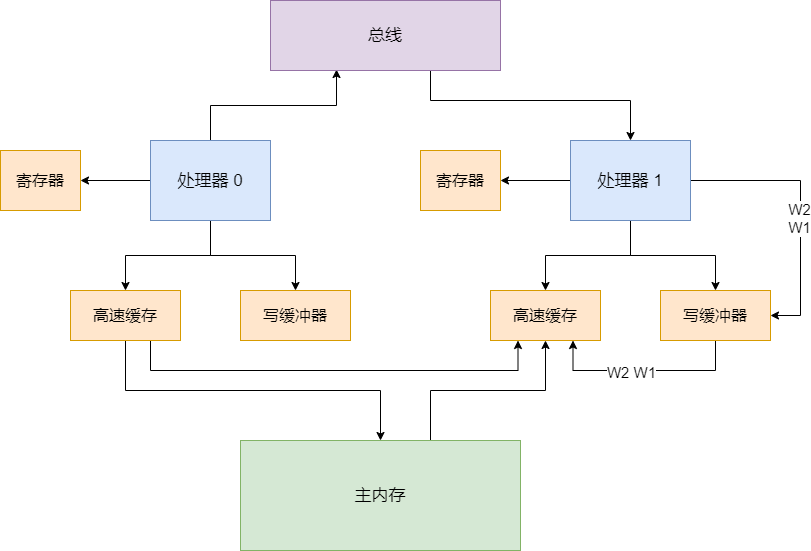 总线
寄存器
处理器 0
寄存器
处理器 1
W2
W1
高速缓存
写缓冲器
高速缓存
写缓冲器
W2 W1
主内存